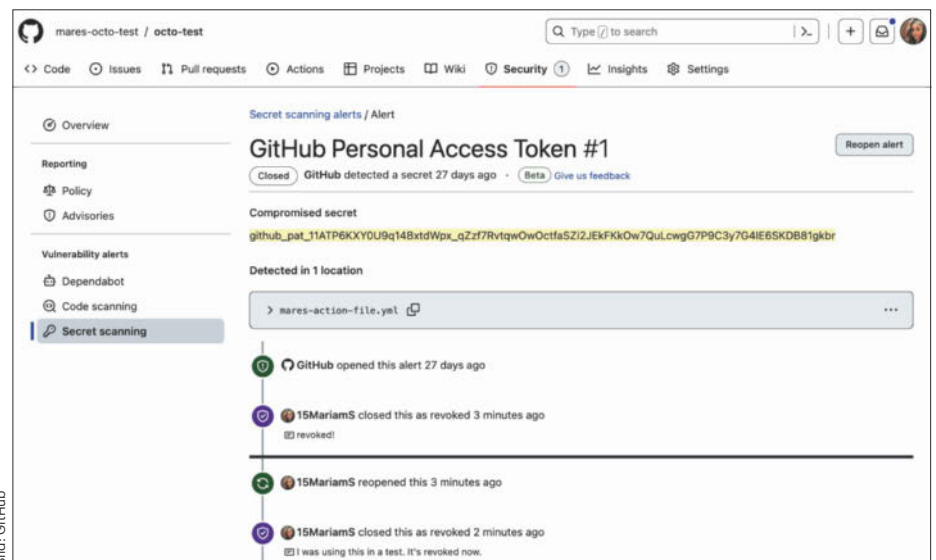 mares-octo-test / octo-test
Type / to search
Code Issues Pull requests Actions Projects Wiki Security 1 Insights Settings
Overview
Reporting
Policy
Advisories
Vulnerability alerts
Dependabot
Code scanning
Secret scanning
Secret scanning alerts / Alert
GitHub Personal Access Token #1
Reopen alert
Closed GitHub detected a secret 27 days ago · Beta Give us feedback
Compromised secret
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
Detected in 1 location
> mares-action-file.yml ...
GitHub opened this alert 27 days ago
15MariamS closed this as revoked 3 minutes ago
revoked!
15MariamS reopened this 3 minutes ago
15MariamS closed this as revoked 2 minutes ago
I was using this in a test. It's revoked now.
Bild: GitHub